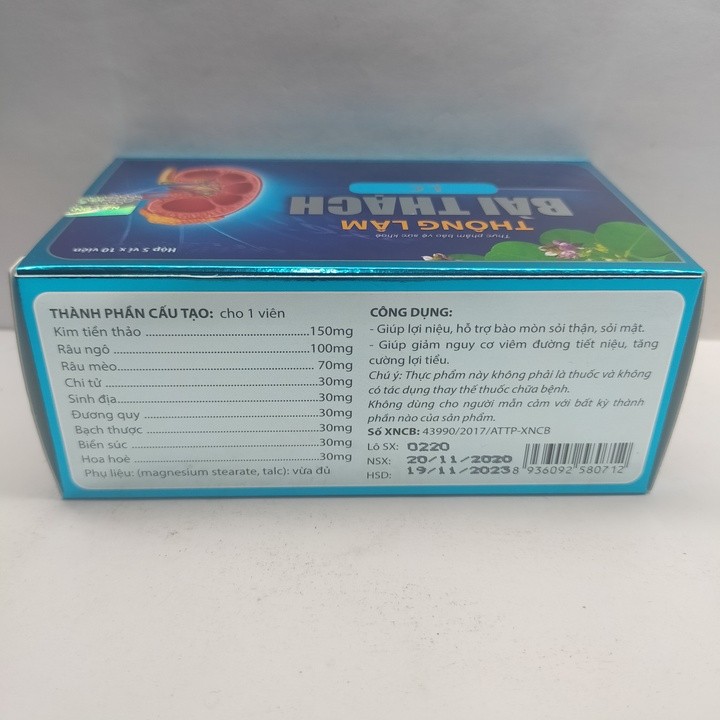 Hộp 5 vỉ x 10 viên
BÀI THẠCH
THÔNG LÂM
Thực phẩm bảo vệ sức khỏe
THÀNH PHẦN CẤU TẠO: cho 1 viên
Kim tiền thảo 150mg
Râu ngô 100mg
Râu mèo 70mg
Chi tử 30mg
Sinh địa 30mg
Đương quy 30mg
Bạch thược 30mg
Biển súc 30mg
Hoa hoè 30mg
Phụ liệu: (magnesium stearate, talc): vừa đủ
CÔNG DỤNG:
- Giúp lợi niệu, hỗ trợ bào mòn sỏi thận, sỏi mật.
- Giúp giảm nguy cơ viêm đường tiết niệu, tăng
cường lợi tiểu.
Chú ý: Thực phẩm này không phải là thuốc và không
có tác dụng thay thế thuốc chữa bệnh.
Không dùng cho người mẫn cảm với bất kỳ thành
phần nào của sản phẩm.
Số XNCB: 43990/2017/ATTP-XNCB
Lô SX: 0220
NSX: 20/11/2020
HSD: 19/11/2023
8 936092 580712